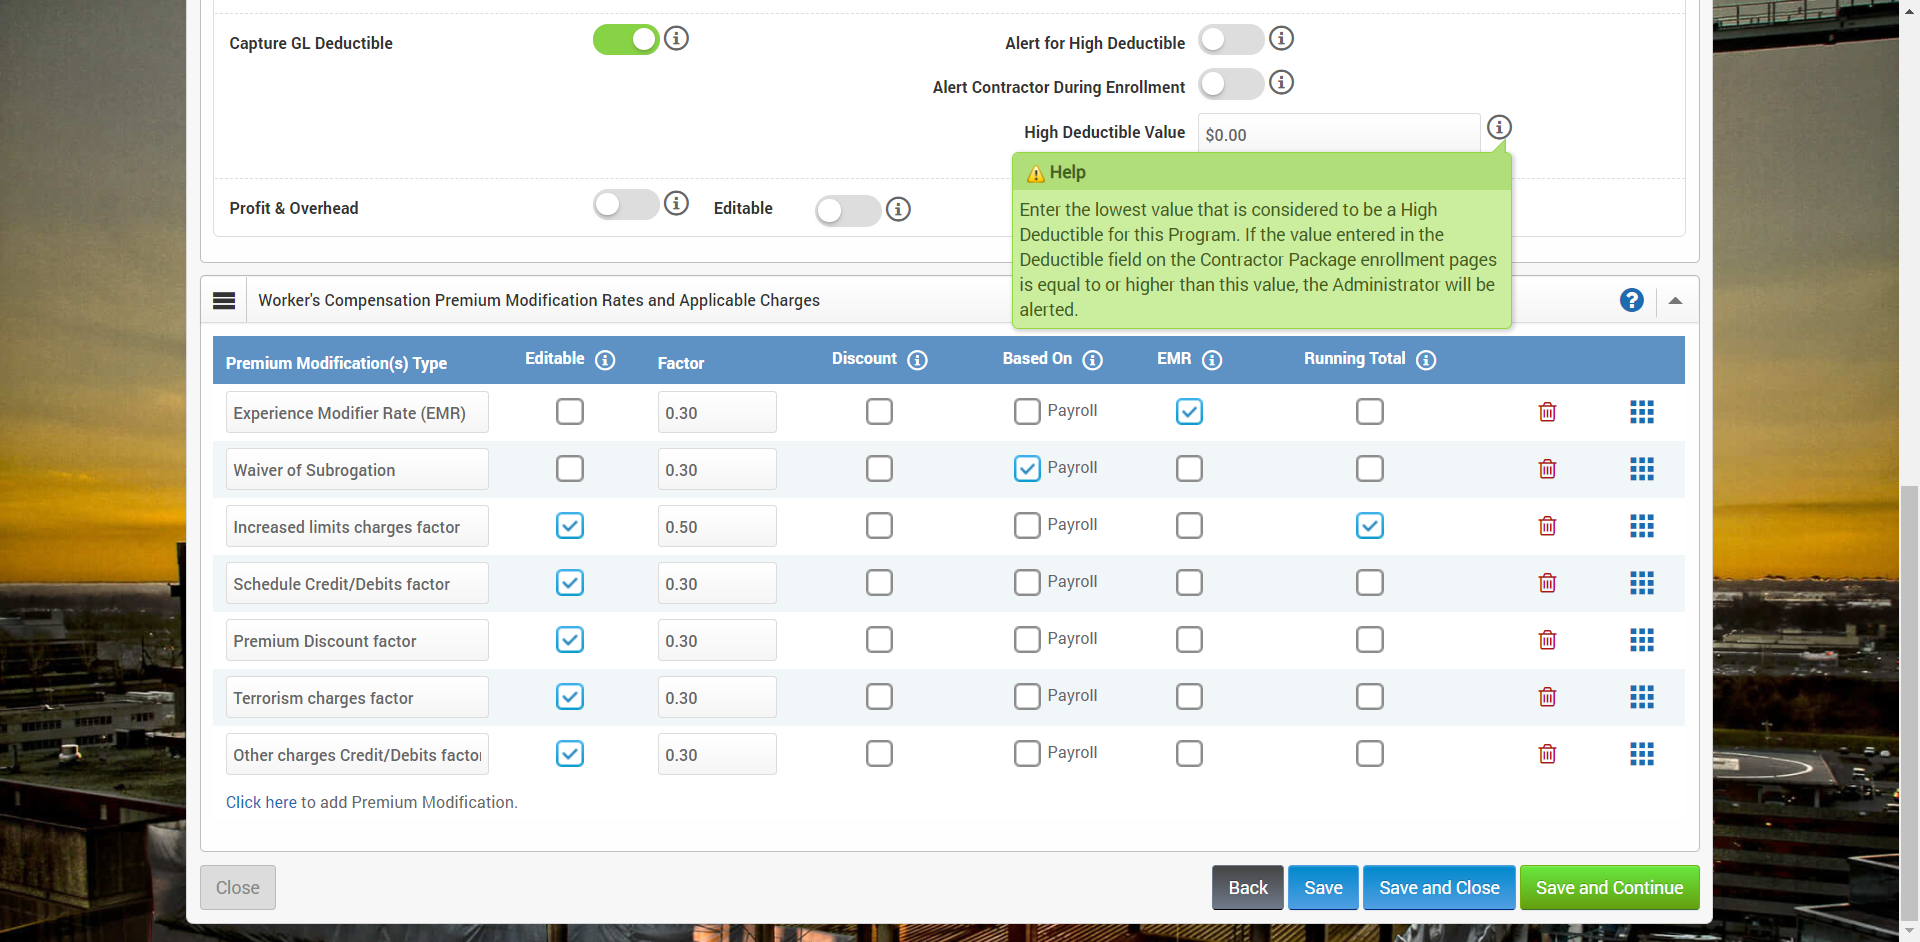 Capture GL Deductible
Alert for High Deductible
Alert Contractor During Enrollment
High Deductible Value $0.00
Help
Enter the lowest value that is considered to be a High
Deductible for this Program. If the value entered in the
Deductible field on the Contractor Package enrollment pages
is equal to or higher than this value, the Administrator will be
alerted.
Profit & Overhead Editable
Worker's Compensation Premium Modification Rates and Applicable Charges
Premium Modification(s) Type Editable Factor Discount Based On EMR Running Total
Experience Modifier Rate (EMR) 0.30 Payroll
Waiver of Subrogation 0.30 Payroll
Increased limits charges factor 0.50 Payroll
Schedule Credit/Debits factor 0.30 Payroll
Premium Discount factor 0.30 Payroll
Terrorism charges factor 0.30 Payroll
Other charges Credit/Debits factor 0.30 Payroll
Click here to add Premium Modification.
Close Back Save Save and Close Save and Continue